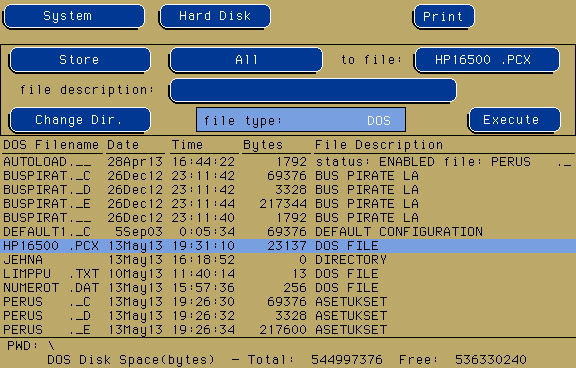 System Hard Disk Print
Store All to file: HP16500 .PCX
file description:
Change Dir. file type: DOS Execute
DOS Filename Date Time Bytes File Description
AUTOLOAD.__ 28Apr13 16:44:22 1792 status: ENABLED file: PERUS ._
BUSPIRAT._C 26Dec12 23:11:42 69376 BUS PIRATE LA
BUSPIRAT._D 26Dec12 23:11:42 3328 BUS PIRATE LA
BUSPIRAT._E 26Dec12 23:11:44 217344 BUS PIRATE LA
BUSPIRAT.__ 26Dec12 23:11:40 1792 BUS PIRATE LA
DEFAULT1._C 5Sep03 0:05:34 69376 DEFAULT CONFIGURATION
HP16500 .PCX 13May13 19:31:10 23137 DOS FILE
JEHNA 13May13 16:18:52 0 DIRECTORY
LIMPPU .TXT 10May13 11:40:14 13 DOS FILE
NUMEROT .DAT 13May13 15:57:36 256 DOS FILE
PERUS ._C 13May13 19:26:30 69376 ASETUKSET
PERUS ._D 13May13 19:26:32 3328 ASETUKSET
PERUS ._E 13May13 19:26:34 217600 ASETUKSET
PWD: \
DOS Disk Space(bytes) - Total: 544997376 Free: 536330240